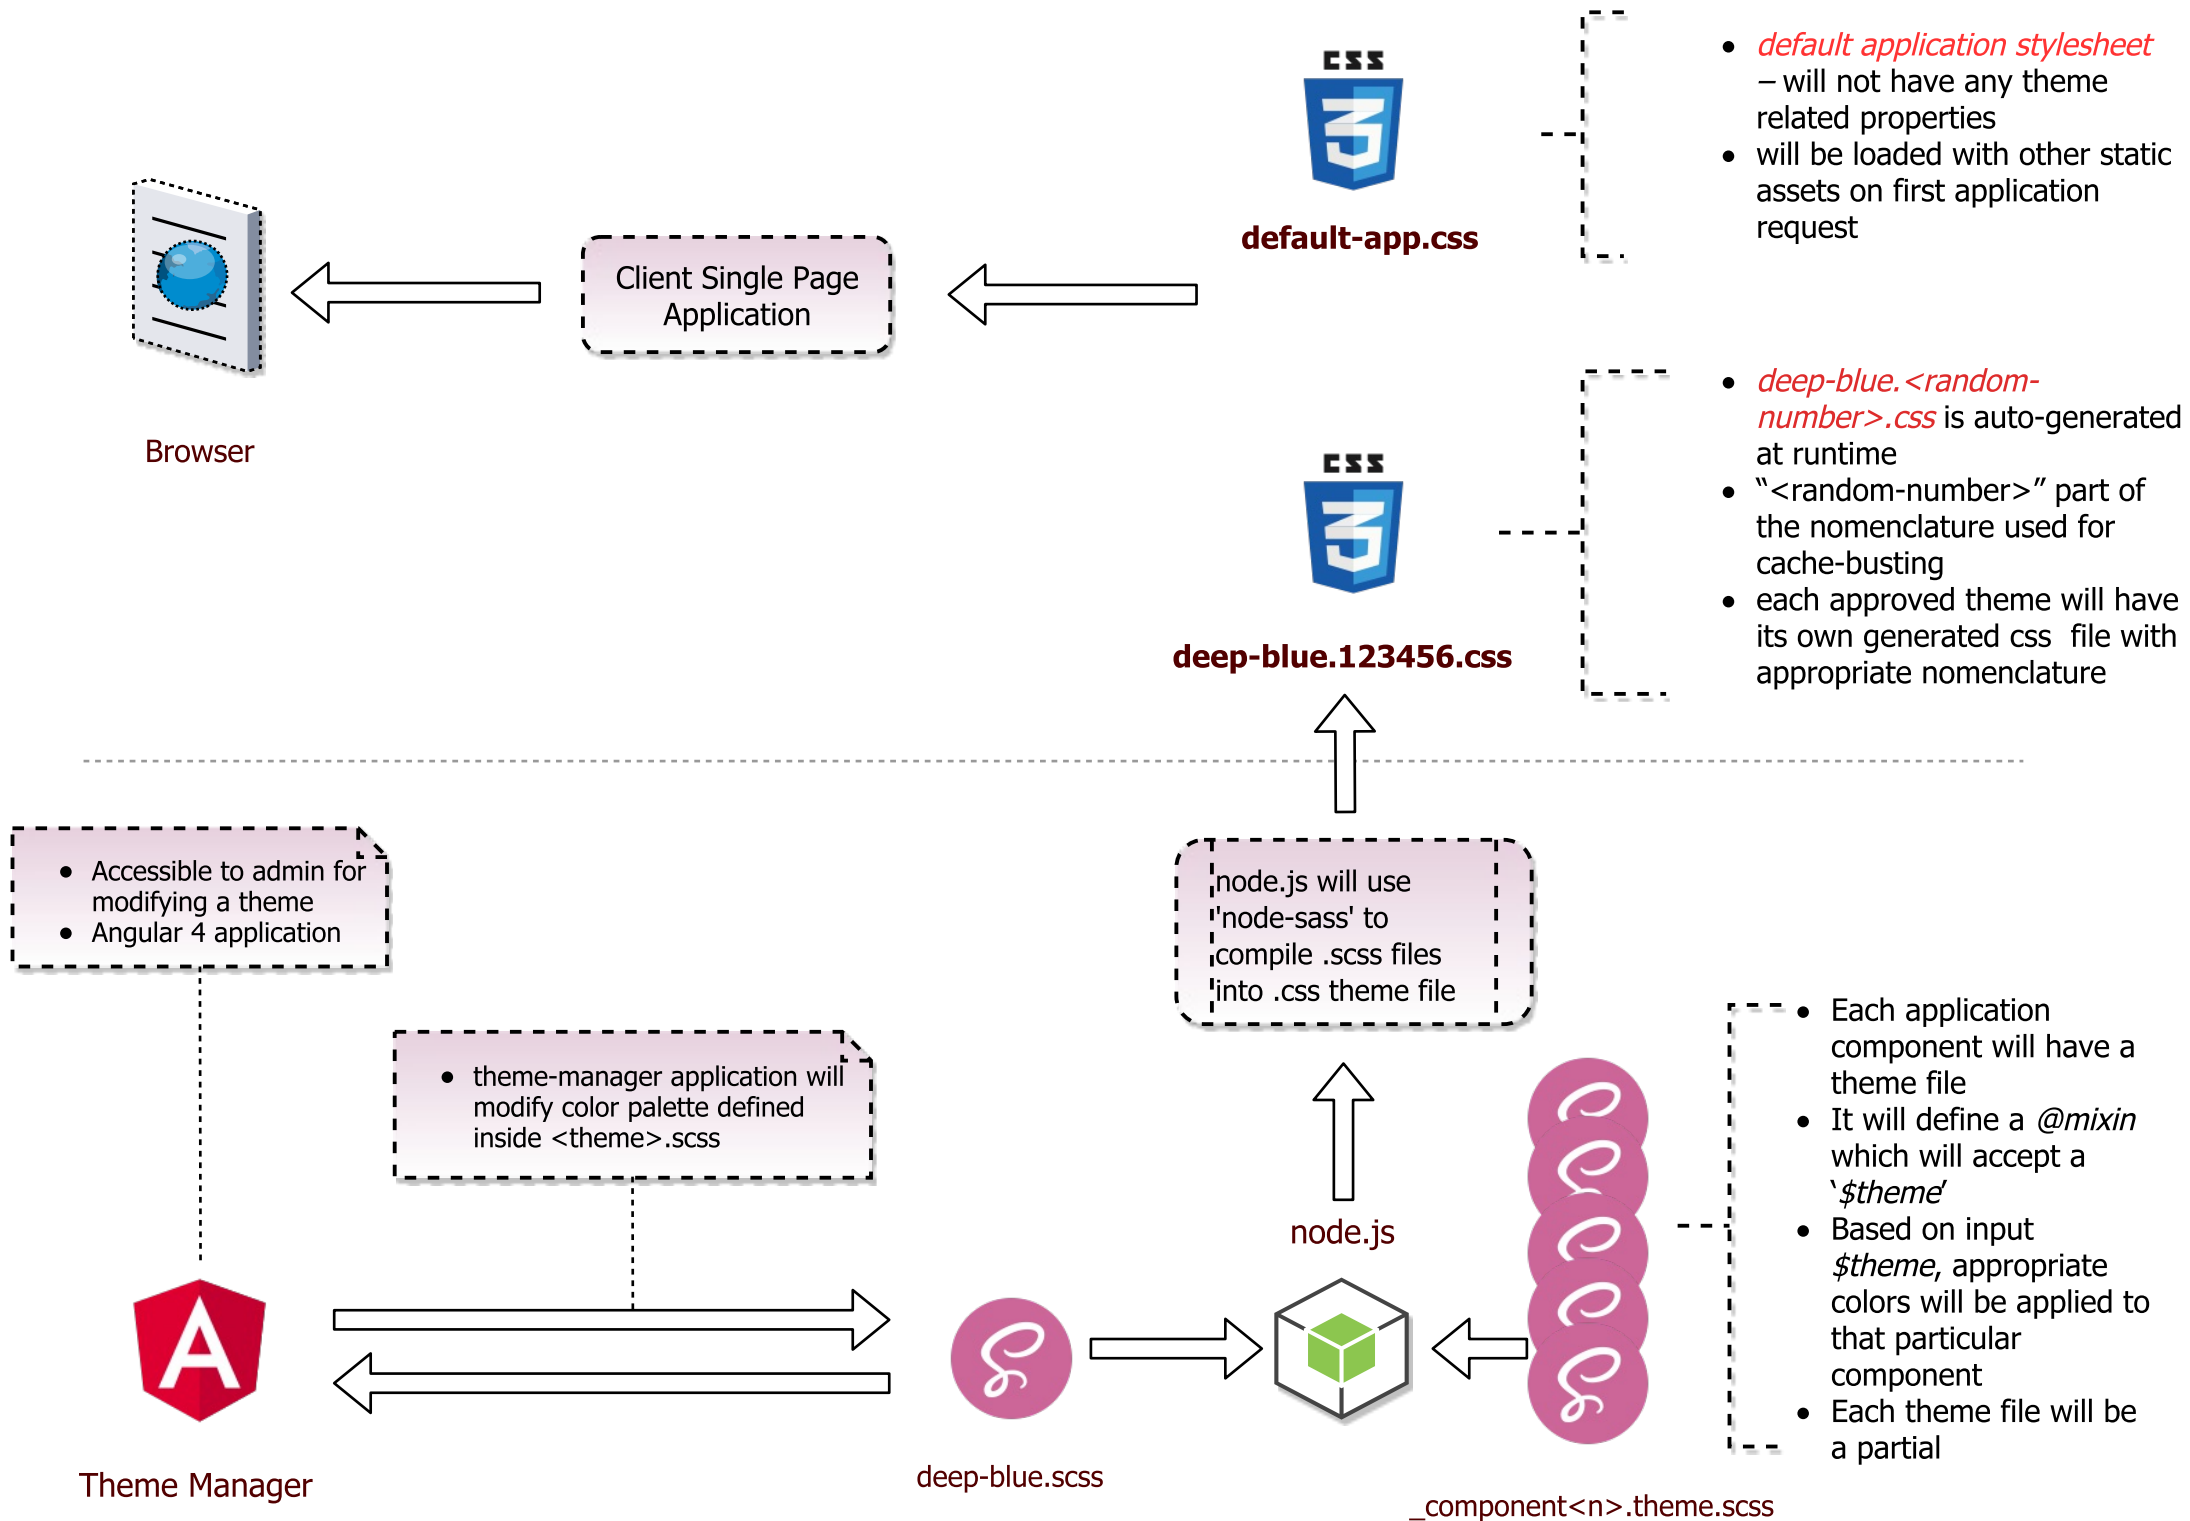 CSS
default-app.css
• default application stylesheet
– will not have any theme
related properties
• will be loaded with other static
assets on first application
request
Client Single Page
Application
Browser
CSS
deep-blue.123456.css
• deep-blue.<random-
number>.css is auto-generated
at runtime
• “<random-number>” part of
the nomenclature used for
cache-busting
• each approved theme will have
its own generated css  file with
appropriate nomenclature
• Accessible to admin for
modifying a theme
• Angular 4 application
• theme-manager application will
modify color palette defined
inside <theme>.scss
node.js will use
'node-sass' to
compile .scss files
into .css theme file
node.js
• Each application
component will have a
theme file
• It will define a @mixin
which will accept a
‘$theme’
• Based on input
$theme, appropriate
colors will be applied to
that particular
component
• Each theme file will be
a partial
A
Theme Manager
deep-blue.scss
_component<n>.theme.scss